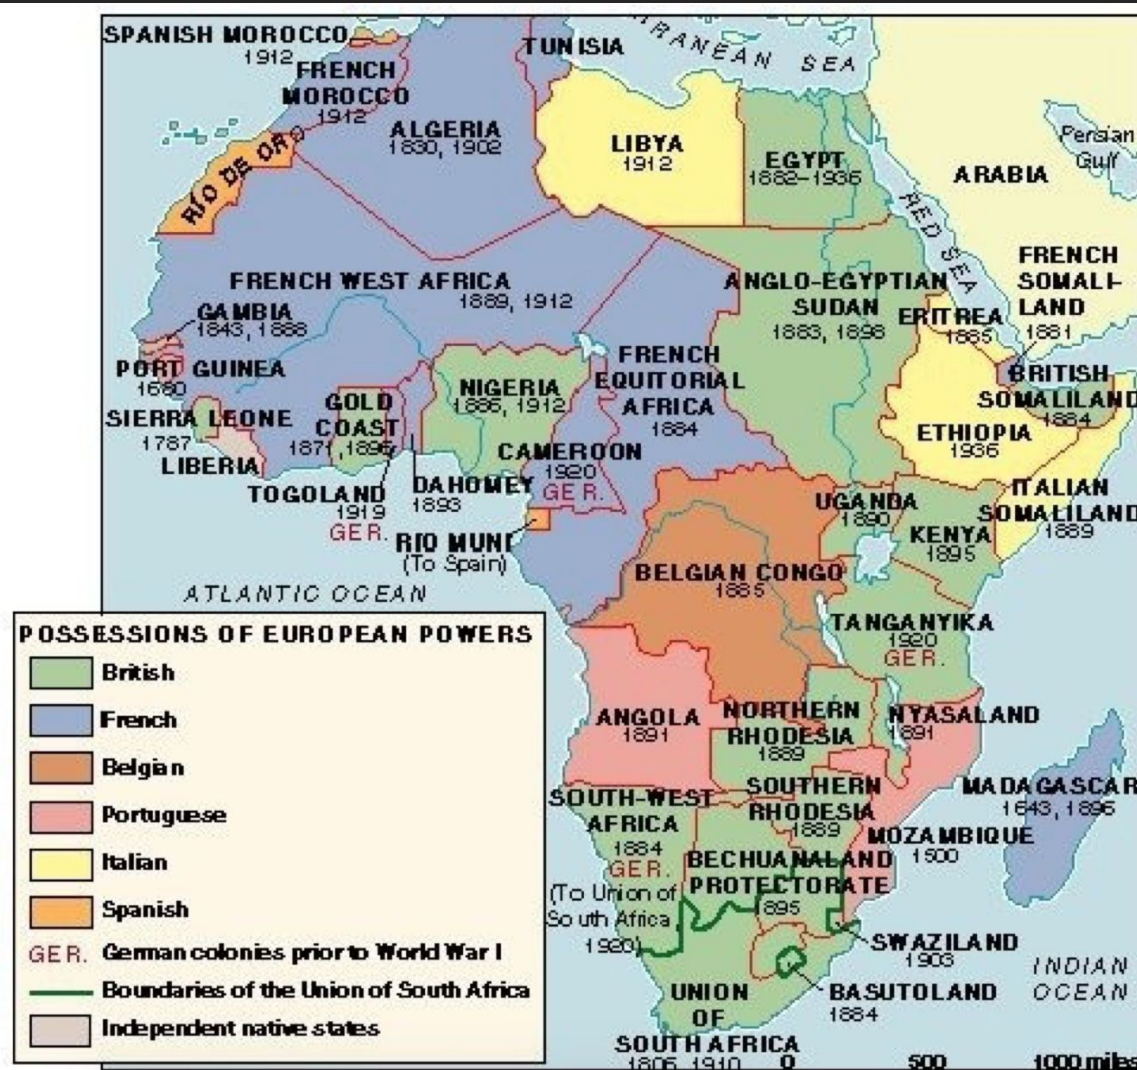 SPANISH MOROCCO
1912
FRENCH
MOROCCO
1912
TUNISIA
RANEAN SEA
ALGERIA
1830, 1902
LIBYA
1912
EGYPT
1882–1936
Persian
Gulf
ARABIA
RÍO DE ORO
RED SEA
FRENCH WEST AFRICA
1889, 1912
ANGLO-EGYPTIAN
SUDAN
1883, 1898
FRENCH
SOMALI-
LAND
1881
ERITREA
1885
GAMBIA
1843, 1888
PORT GUINEA
1680
FRENCH
EQUITORIAL
AFRICA
1884
BRITISH
SOMALILAND
1884
NIGERIA
1886, 1912
GOLD
COAST
1871, 1896
SIERRA LEONE
1787
LIBERIA
ETHIOPIA
1936
CAMEROON
1920
GER.
TOGOLAND
1919
GER.
DAHOMEY
1893
UGANDA
1890
KENYA
1895
ITALIAN
SOMALILAND
1889
RÍO MUNI
(To Spain)
BELGIAN CONGO
1885
ATLANTIC OCEAN
TANGANYIKA
1920
GER.
POSSESSIONS OF EUROPEAN POWERS
British
French
Belgian
Portuguese
Italian
Spanish
GER. German colonies prior to World War I
Boundaries of the Union of South Africa
Independent native states
ANGOLA
1891
NORTHERN
RHODESIA
1889
NYASALAND
1891
SOUTH-WEST
AFRICA
1884
GER.
(To Union of
South Africa
1920)
SOUTHERN
RHODESIA
1889
MADAGASCAR
1643, 1896
MOZAMBIQUE
1500
BECHUANALAND
PROTECTORATE
1895
SWAZILAND
1903
BASUTOLAND
1884
INDIAN
OCEAN
UNION
OF
SOUTH AFRICA
1806, 1910
0 500 1000 miles